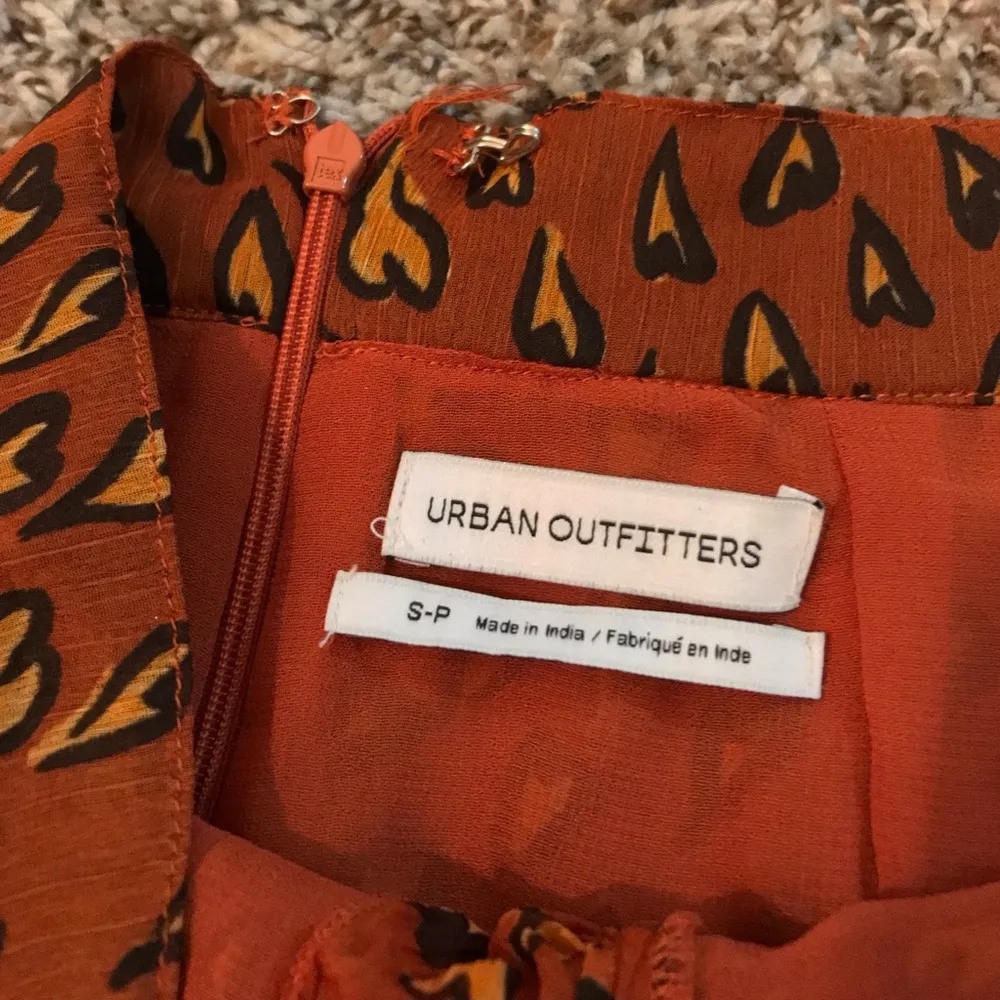 URBAN OUTFITTERS
S-P Made in India / Fabriqué en Inde